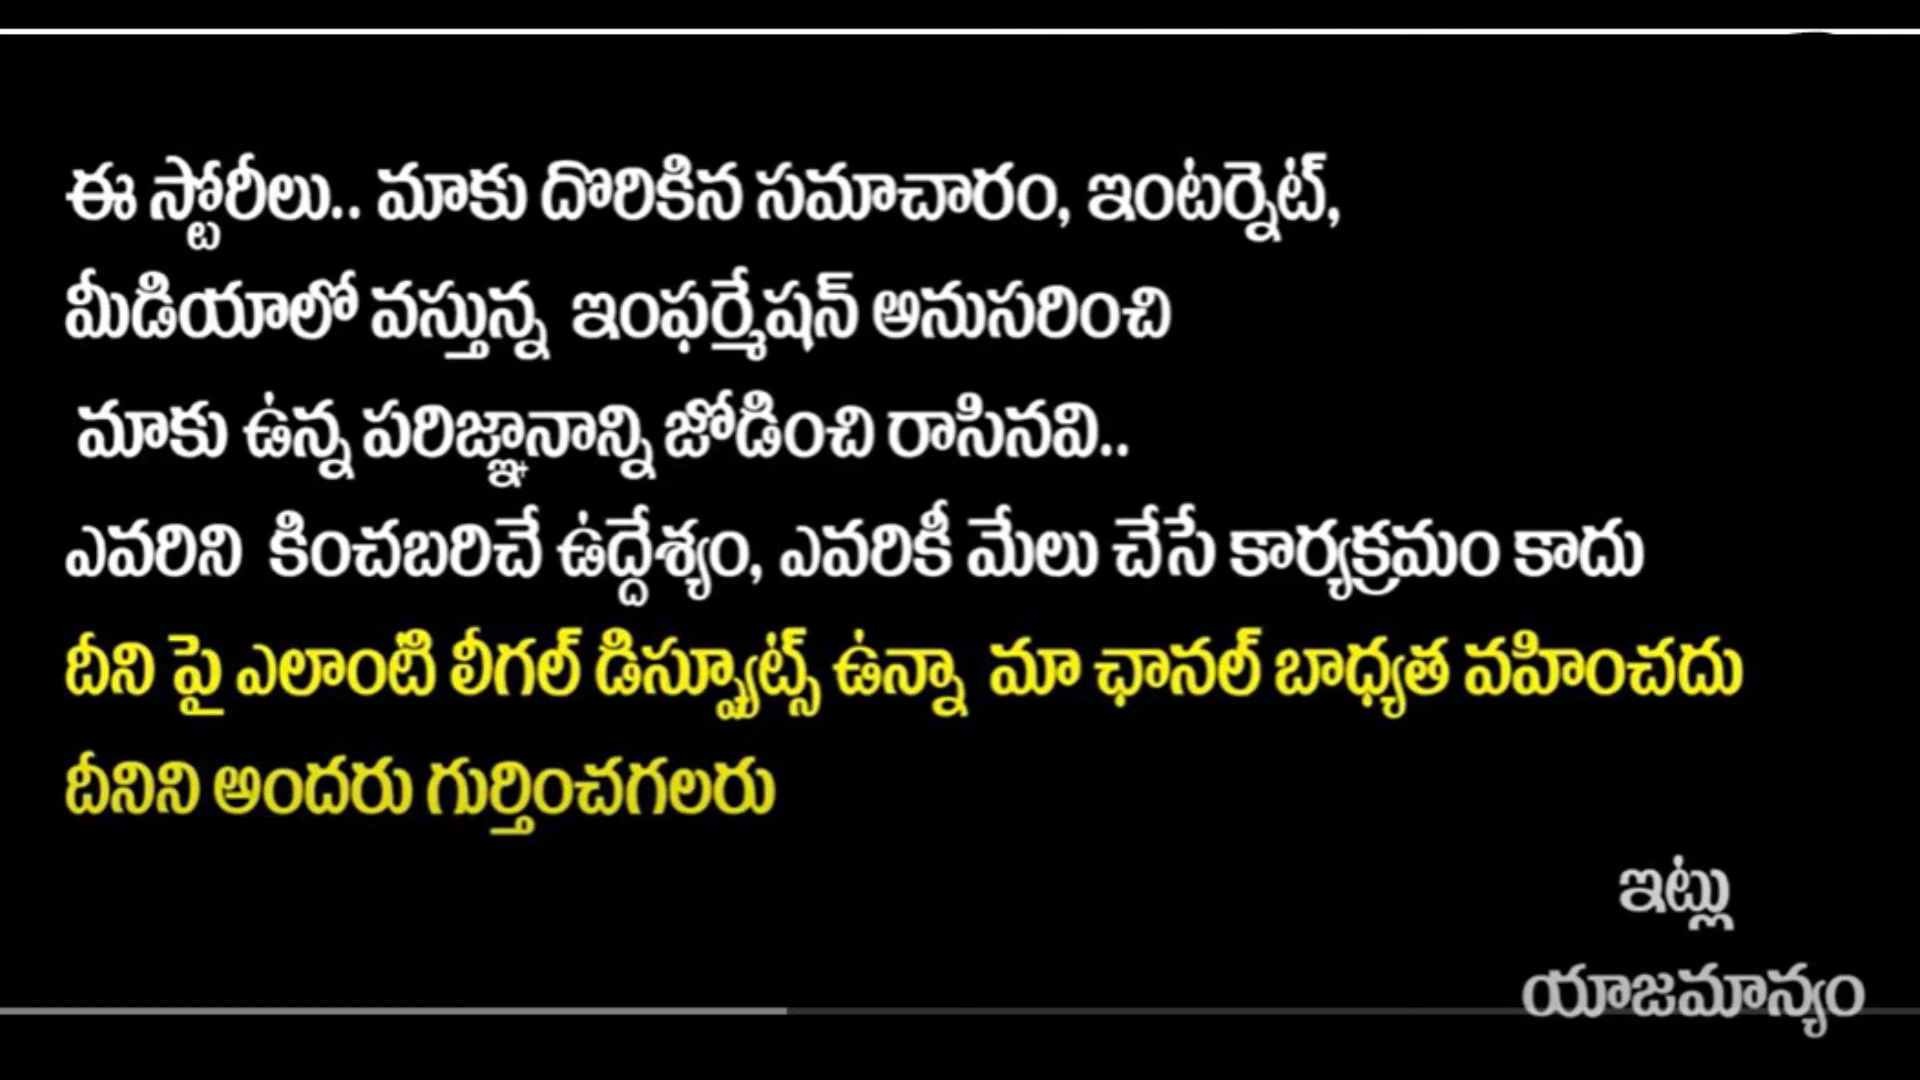 ఈ స్టోరీలు.. మాకు దొరికిన సమాచారం, ఇంటర్నెట్,
మీడియాలో వస్తున్న ఇంఫర్మేషన్ అనుసరించి
మాకు ఉన్న పరిజ్ఞానాన్ని జోడించి రాసినవి..
ఎవరిని కించబరిచే ఉద్దేశ్యం, ఎవరికీ మేలు చేసే కార్యక్రమం కాదు
దీని పై ఎలాంటి లీగల్ డిస్ప్యూట్స్ ఉన్నా మా ఛానల్ బాధ్యత వహించదు
దీనిని అందరు గుర్తించగలరు
ఇట్లు
యాజమాన్యం